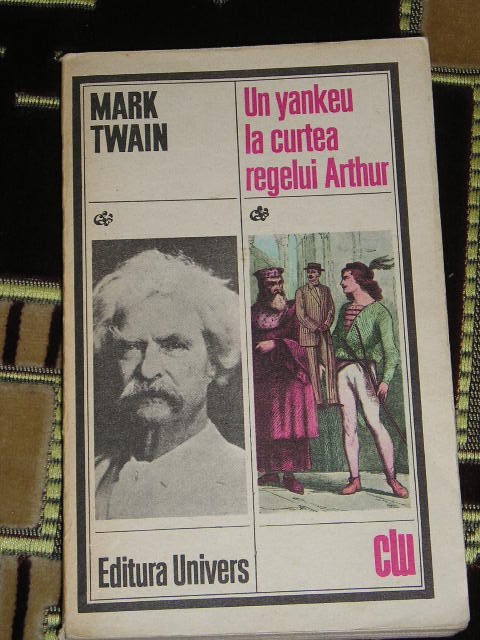 MARK
TWAIN
Un yankeu
la curtea
regelui Arthur
Editura Univers
clu